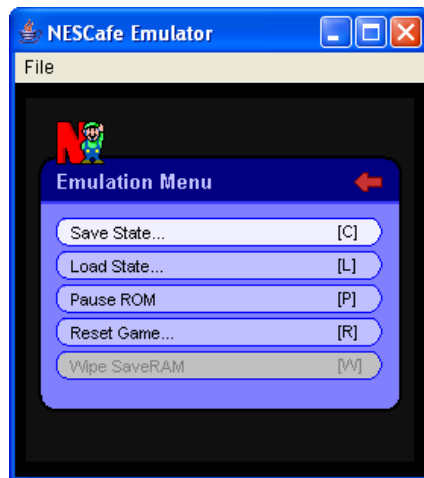 NESCafe Emulator
File
N
Emulation Menu
Save State... [C]
Load State... [L]
Pause ROM [P]
Reset Game... [R]
Wipe SaveRAM [W]